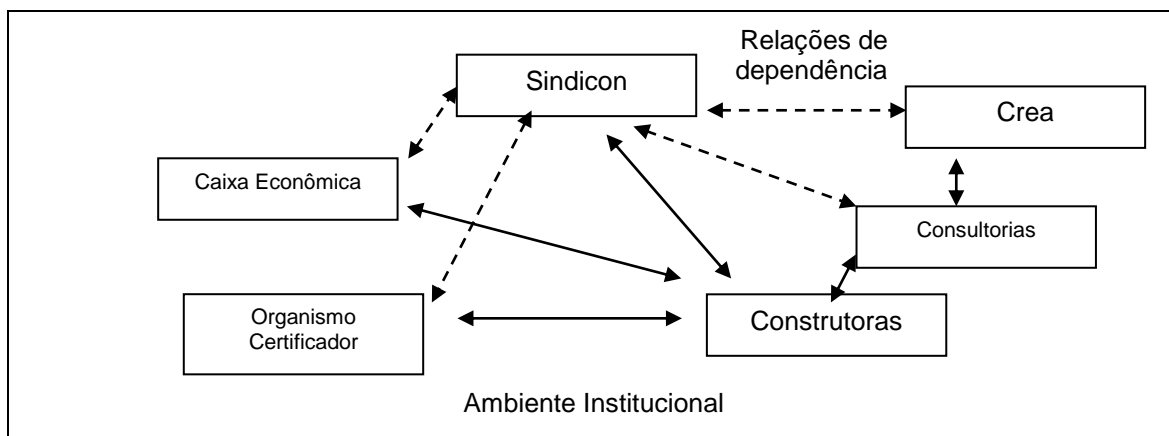 Relações de
dependência
Sindicon
Crea
Caixa Econômica
Consultorias
Organismo
Certificador
Construtoras
Ambiente Institucional